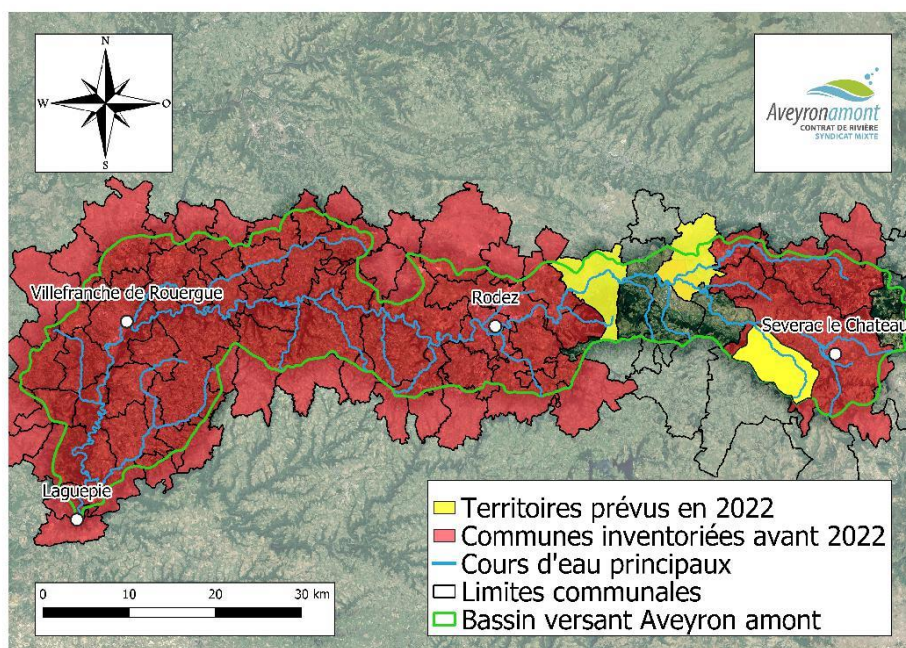 N
W
O
S
Aveyronamont
CONTRAT DE RIVIÈRE
SYNDICAT MIXTE
Villefranche de Rouergue
Rodez
Severac le Chateau
Laguepie
Territoires prévus en 2022
Communes inventoriées avant 2022
Cours d'eau principaux
Limites communales
Bassin versant Aveyron amont
0 10 20 30 km